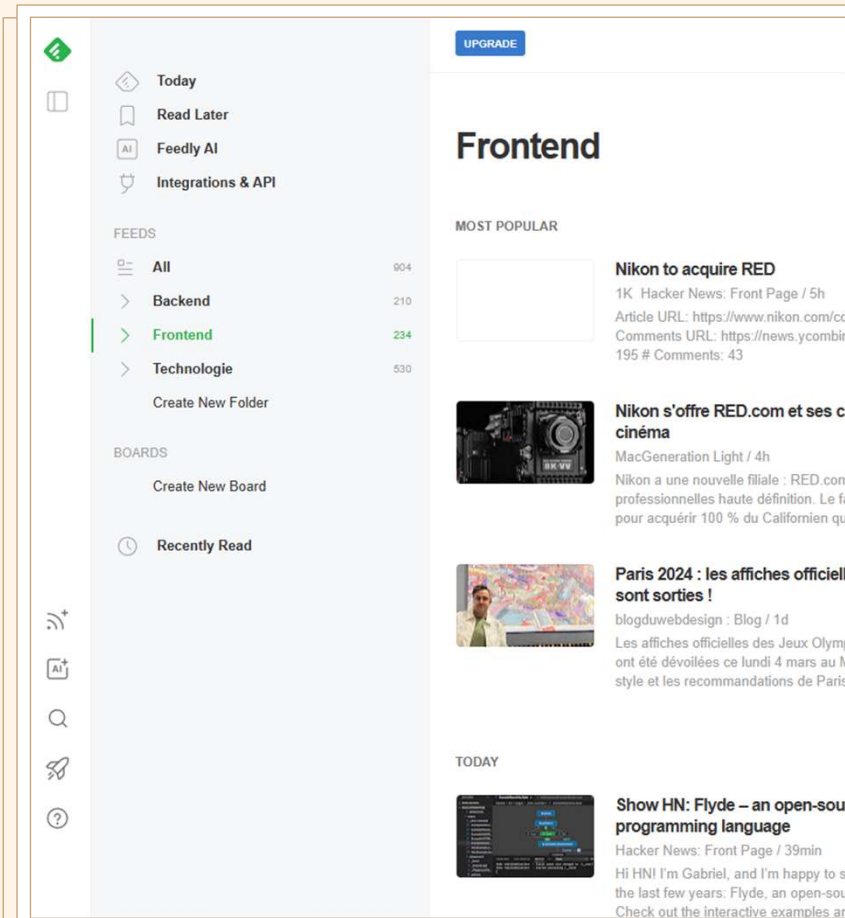 UPGRADE
Today
Read Later
AI Feedly AI
Integrations & API
FEEDS
All 904
Backend 210
Frontend 234
Technologie 530
Create New Folder
BOARDS
Create New Board
Recently Read
AI
Frontend
MOST POPULAR
Nikon to acquire RED
1K Hacker News: Front Page / 5h
Article URL: https://www.nikon.com/co
Comments URL: https://news.ycombin
195 # Comments: 43
Nikon s'offre RED.com et ses c
cinéma
MacGeneration Light / 4h
Nikon a une nouvelle filiale : RED.com
professionnelles haute définition. Le fa
pour acquérir 100 % du Californien qu
8K VV
Paris 2024 : les affiches officiell
sont sorties !
blogduwebdesign : Blog / 1d
Les affiches officielles des Jeux Olymp
ont été dévoilées ce lundi 4 mars au M
style et les recommandations de Paris
TODAY
Show HN: Flyde – an open-sou
programming language
Hacker News: Front Page / 39min
Hi HN! I'm Gabriel, and I'm happy to s
the last few years: Flyde, an open-sou
Check out the interactive examples an